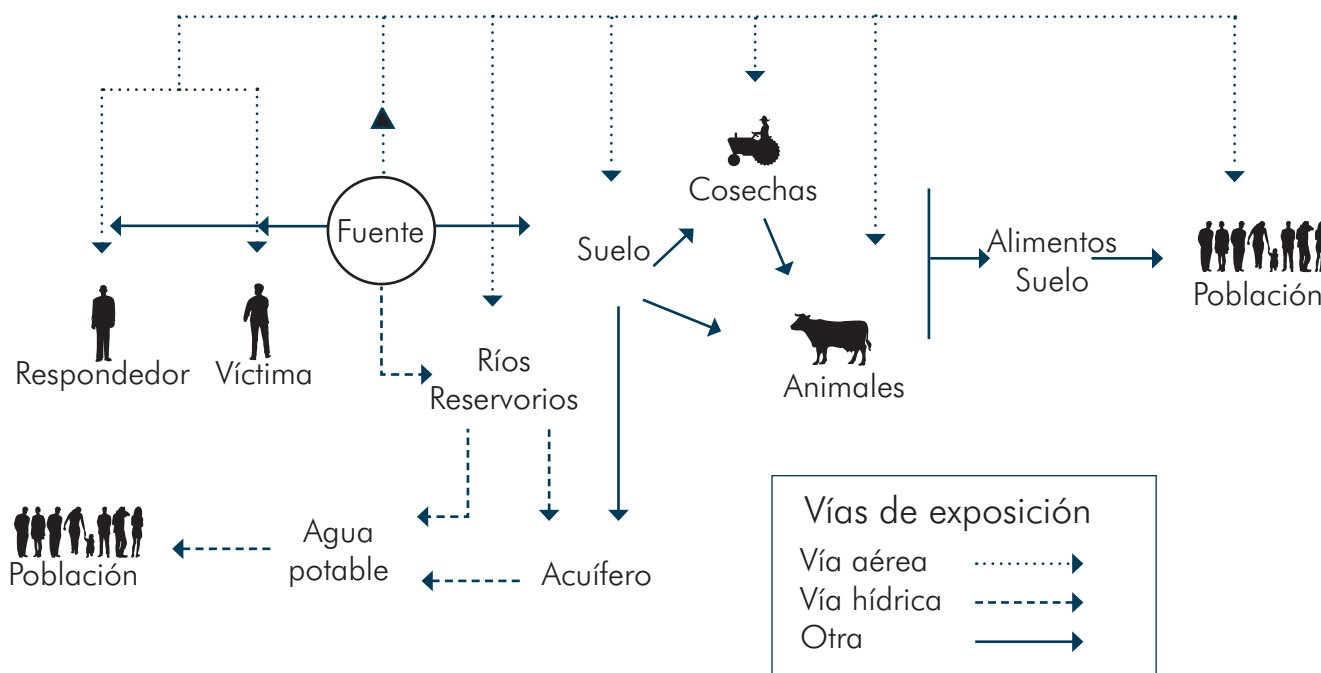 Cosechas
Fuente
Suelo
Alimentos
Suelo
Población
Respondedor
Víctima
Ríos
Reservorios
Animales
Población
Agua
potable
Acuífero
Vías de exposición
Vía aérea
Vía hídrica
Otra